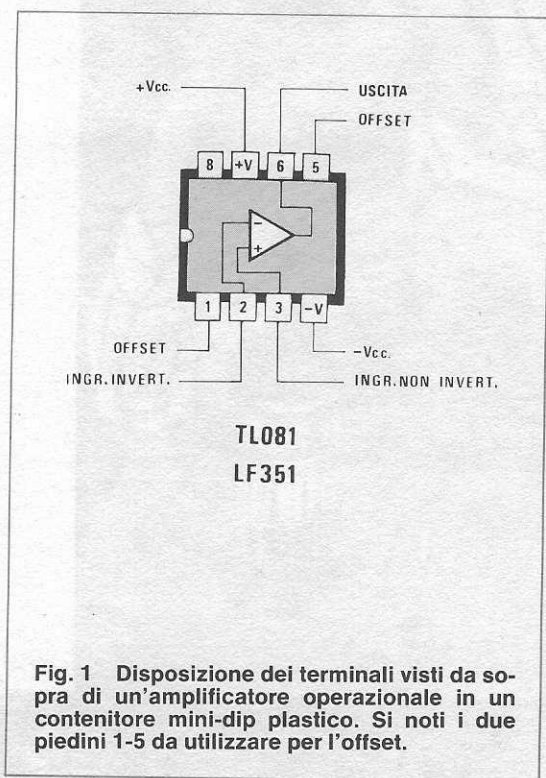 +Vcc. USCITA
OFFSET
8 +V 6 5
- +
1 2 3 -V
OFFSET -Vcc.
INGR.INVERT. INGR.NON INVERT.
TL081
LF351
Fig. 1 Disposizione dei terminali visti da so-
pra di un'amplificatore operazionale in un
contenitore mini-dip plastico. Si noti i due
piedini 1-5 da utilizzare per l'offset.